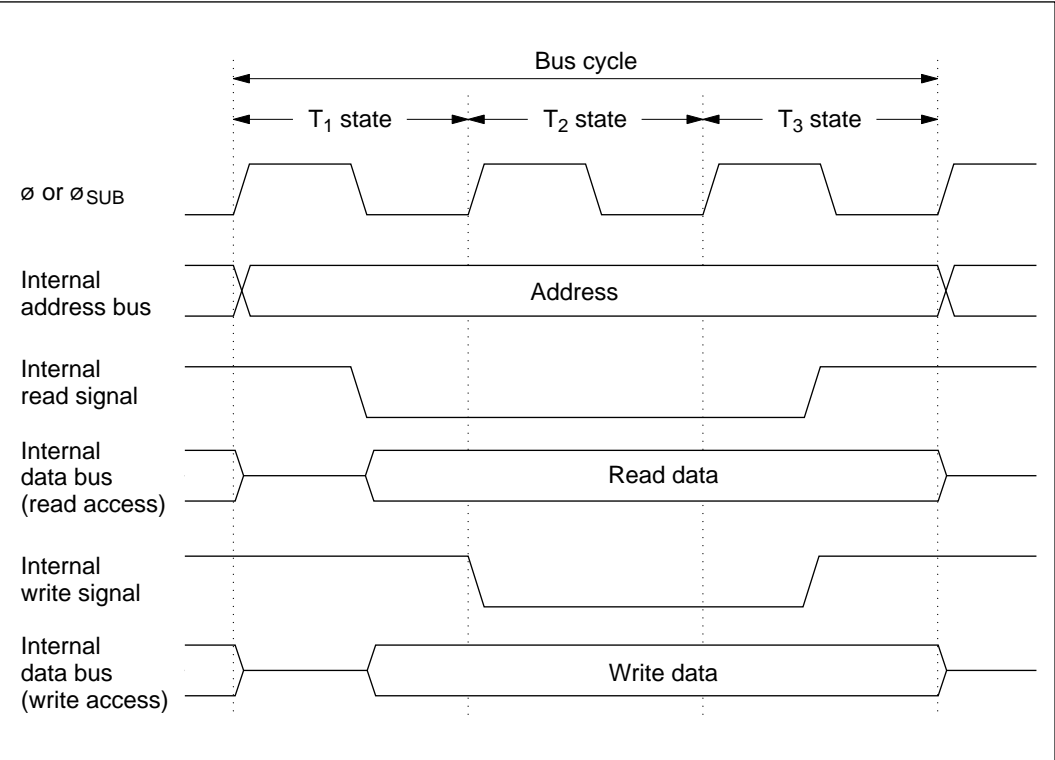 Bus cycle
T1 state
T2 state
T3 state
ø or øSUB
Internal
address bus
Address
Internal
read signal
Internal
data bus
(read access)
Read data
Internal
write signal
Internal
data bus
(write access)
Write data